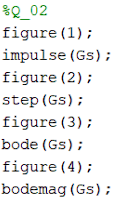 %Q_02
figure(1);
impulse(Gs);
figure(2);
step(Gs);
figure(3);
bode(Gs);
figure(4);
bodemag(Gs);